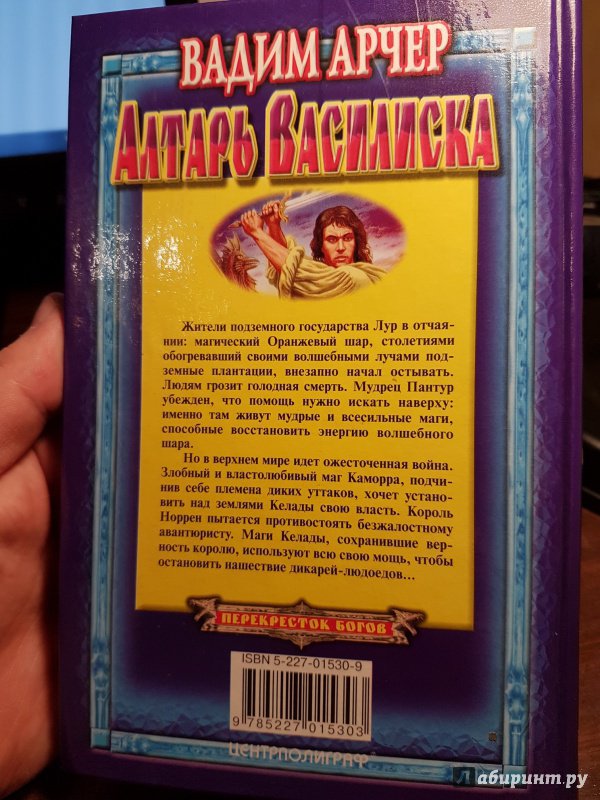 ВАДИМ АРЧЕР
АЛТАРЬ ВАСИЛИСКА
Жители подземного государства Лур в отчая-
нии: магический Оранжевый шар, столетиями
обогревавший своими волшебными лучами под-
земные плантации, внезапно начал остывать.
Людям грозит голодная смерть. Мудрец Пантур
убежден, что помощь нужно искать наверху:
именно там живут мудрые и всесильные маги,
способные восстановить энергию волшебного
шара.
Но в верхнем мире идет ожесточенная война.
Злобный и властолюбивый маг Каморра, подчи-
нив себе племена диких уттаков, хочет устано-
вить над землями Келады свою власть. Король
Норрен пытается противостоять безжалостному
авантюристу. Маги Келады, сохранившие вер-
ность королю, используют всю свою мощь, чтобы
остановить нашествие дикарей-людоедов...
ПЕРЕКРЕСТОК БОГОВ
ISBN 5-227-01530-9
9 785227 015303
ЦЕНТРПОЛИГРАФ
Лабиринт.ру